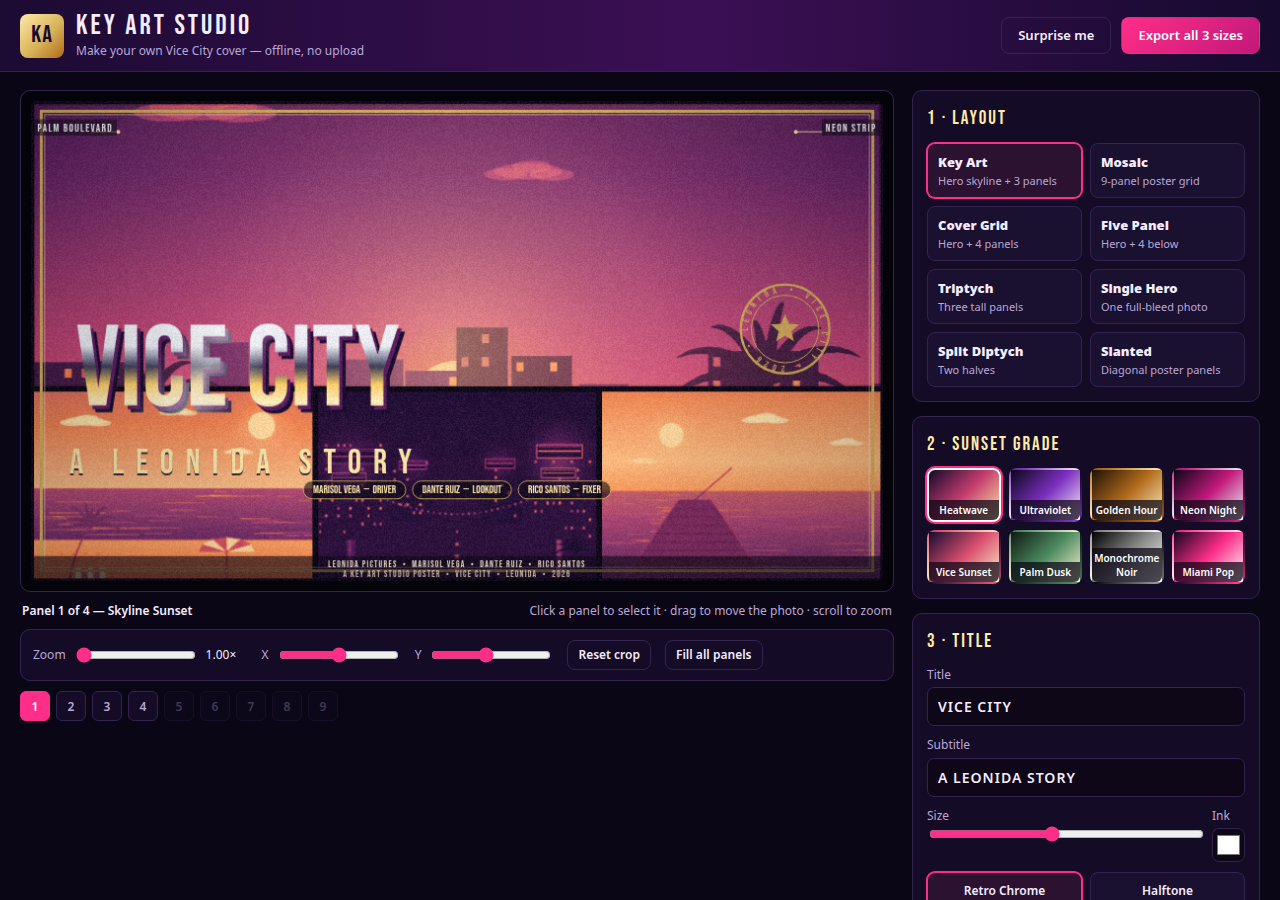 KA
KEY ART STUDIO
Make your own Vice City cover — offline, no upload
Surprise me
Export all 3 sizes
PALM BOULEVARD
NEON STRIP
VICE CITY
A LEONIDA STORY
MARISOL VEGA — DRIVER
DANTE RUIZ — LOOKOUT
RICO SANTOS — FIXER
LEONIDA PICTURES • MARISOL VEGA • DANTE RUIZ • RICO SANTOS
A KEY ART STUDIO POSTER • VICE CITY • LEONIDA • 2026
Panel 1 of 4 — Skyline Sunset
Click a panel to select it · drag to move the photo · scroll to zoom
Zoom
1.00×
X
Y
Reset crop
Fill all panels
1
2
3
4
5
6
7
8
9
1 · LAYOUT
Key Art
Hero skyline + 3 panels
Mosaic
9-panel poster grid
Cover Grid
Hero + 4 panels
Five Panel
Hero + 4 below
Triptych
Three tall panels
Single Hero
One full-bleed photo
Split Diptych
Two halves
Slanted
Diagonal poster panels
2 · SUNSET GRADE
Heatwave
Ultraviolet
Golden Hour
Neon Night
Vice Sunset
Palm Dusk
Monochrome
Noir
Miami Pop
3 · TITLE
Title
VICE CITY
Subtitle
A LEONIDA STORY
Size
Ink
Retro Chrome
Halftone